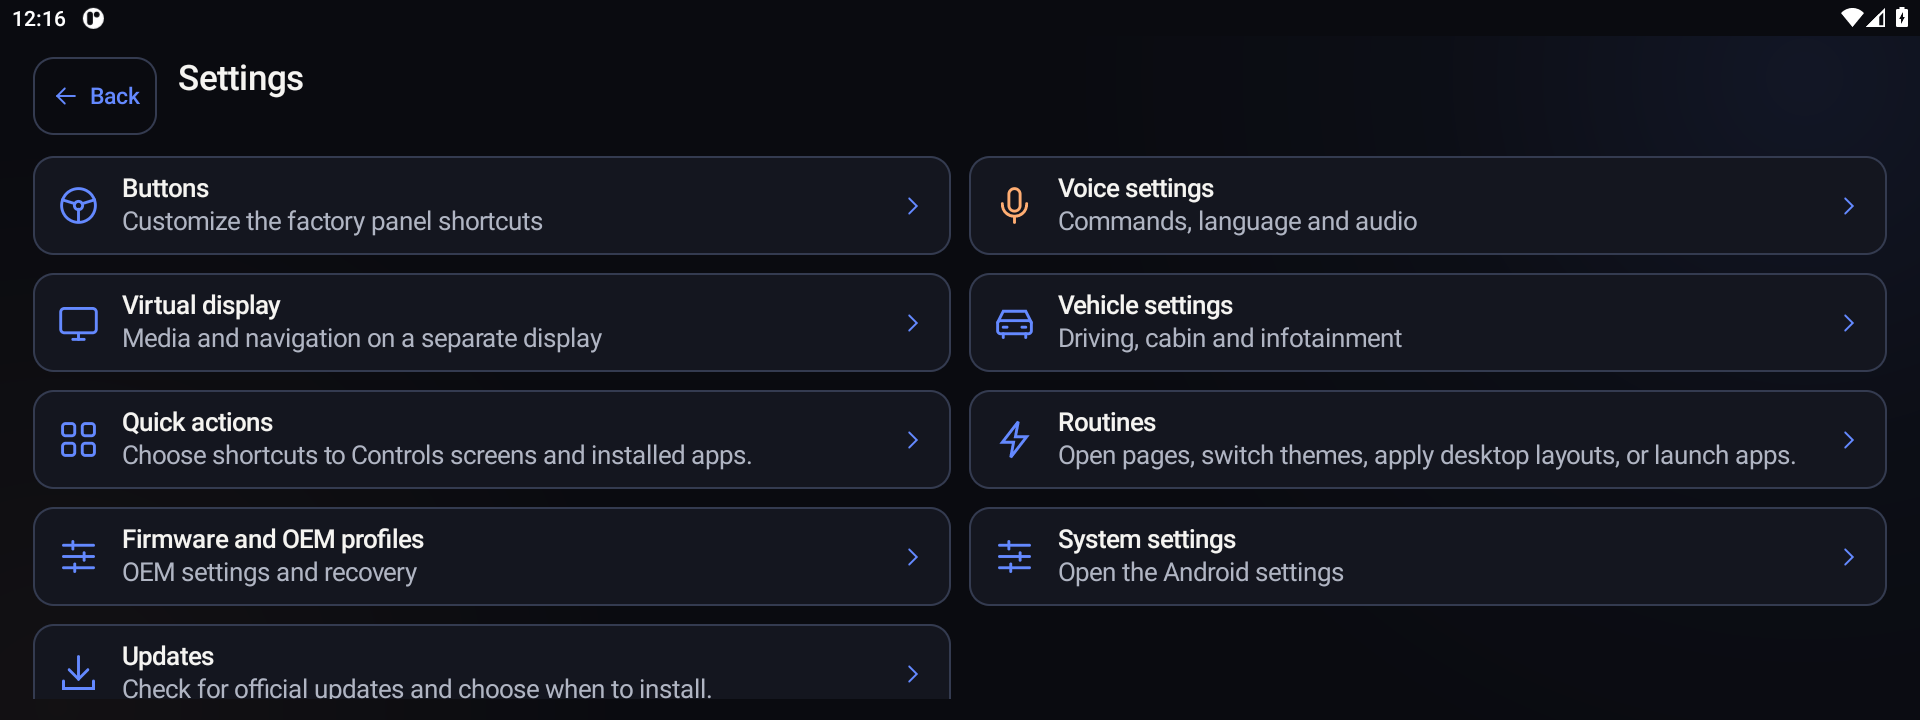 12:16
Back
Settings
Buttons
Customize the factory panel shortcuts
Voice settings
Commands, language and audio
Virtual display
Media and navigation on a separate display
Vehicle settings
Driving, cabin and infotainment
Quick actions
Choose shortcuts to Controls screens and installed apps.
Routines
Open pages, switch themes, apply desktop layouts, or launch apps.
Firmware and OEM profiles
OEM settings and recovery
System settings
Open the Android settings
Updates
Check for official updates and choose when to install.